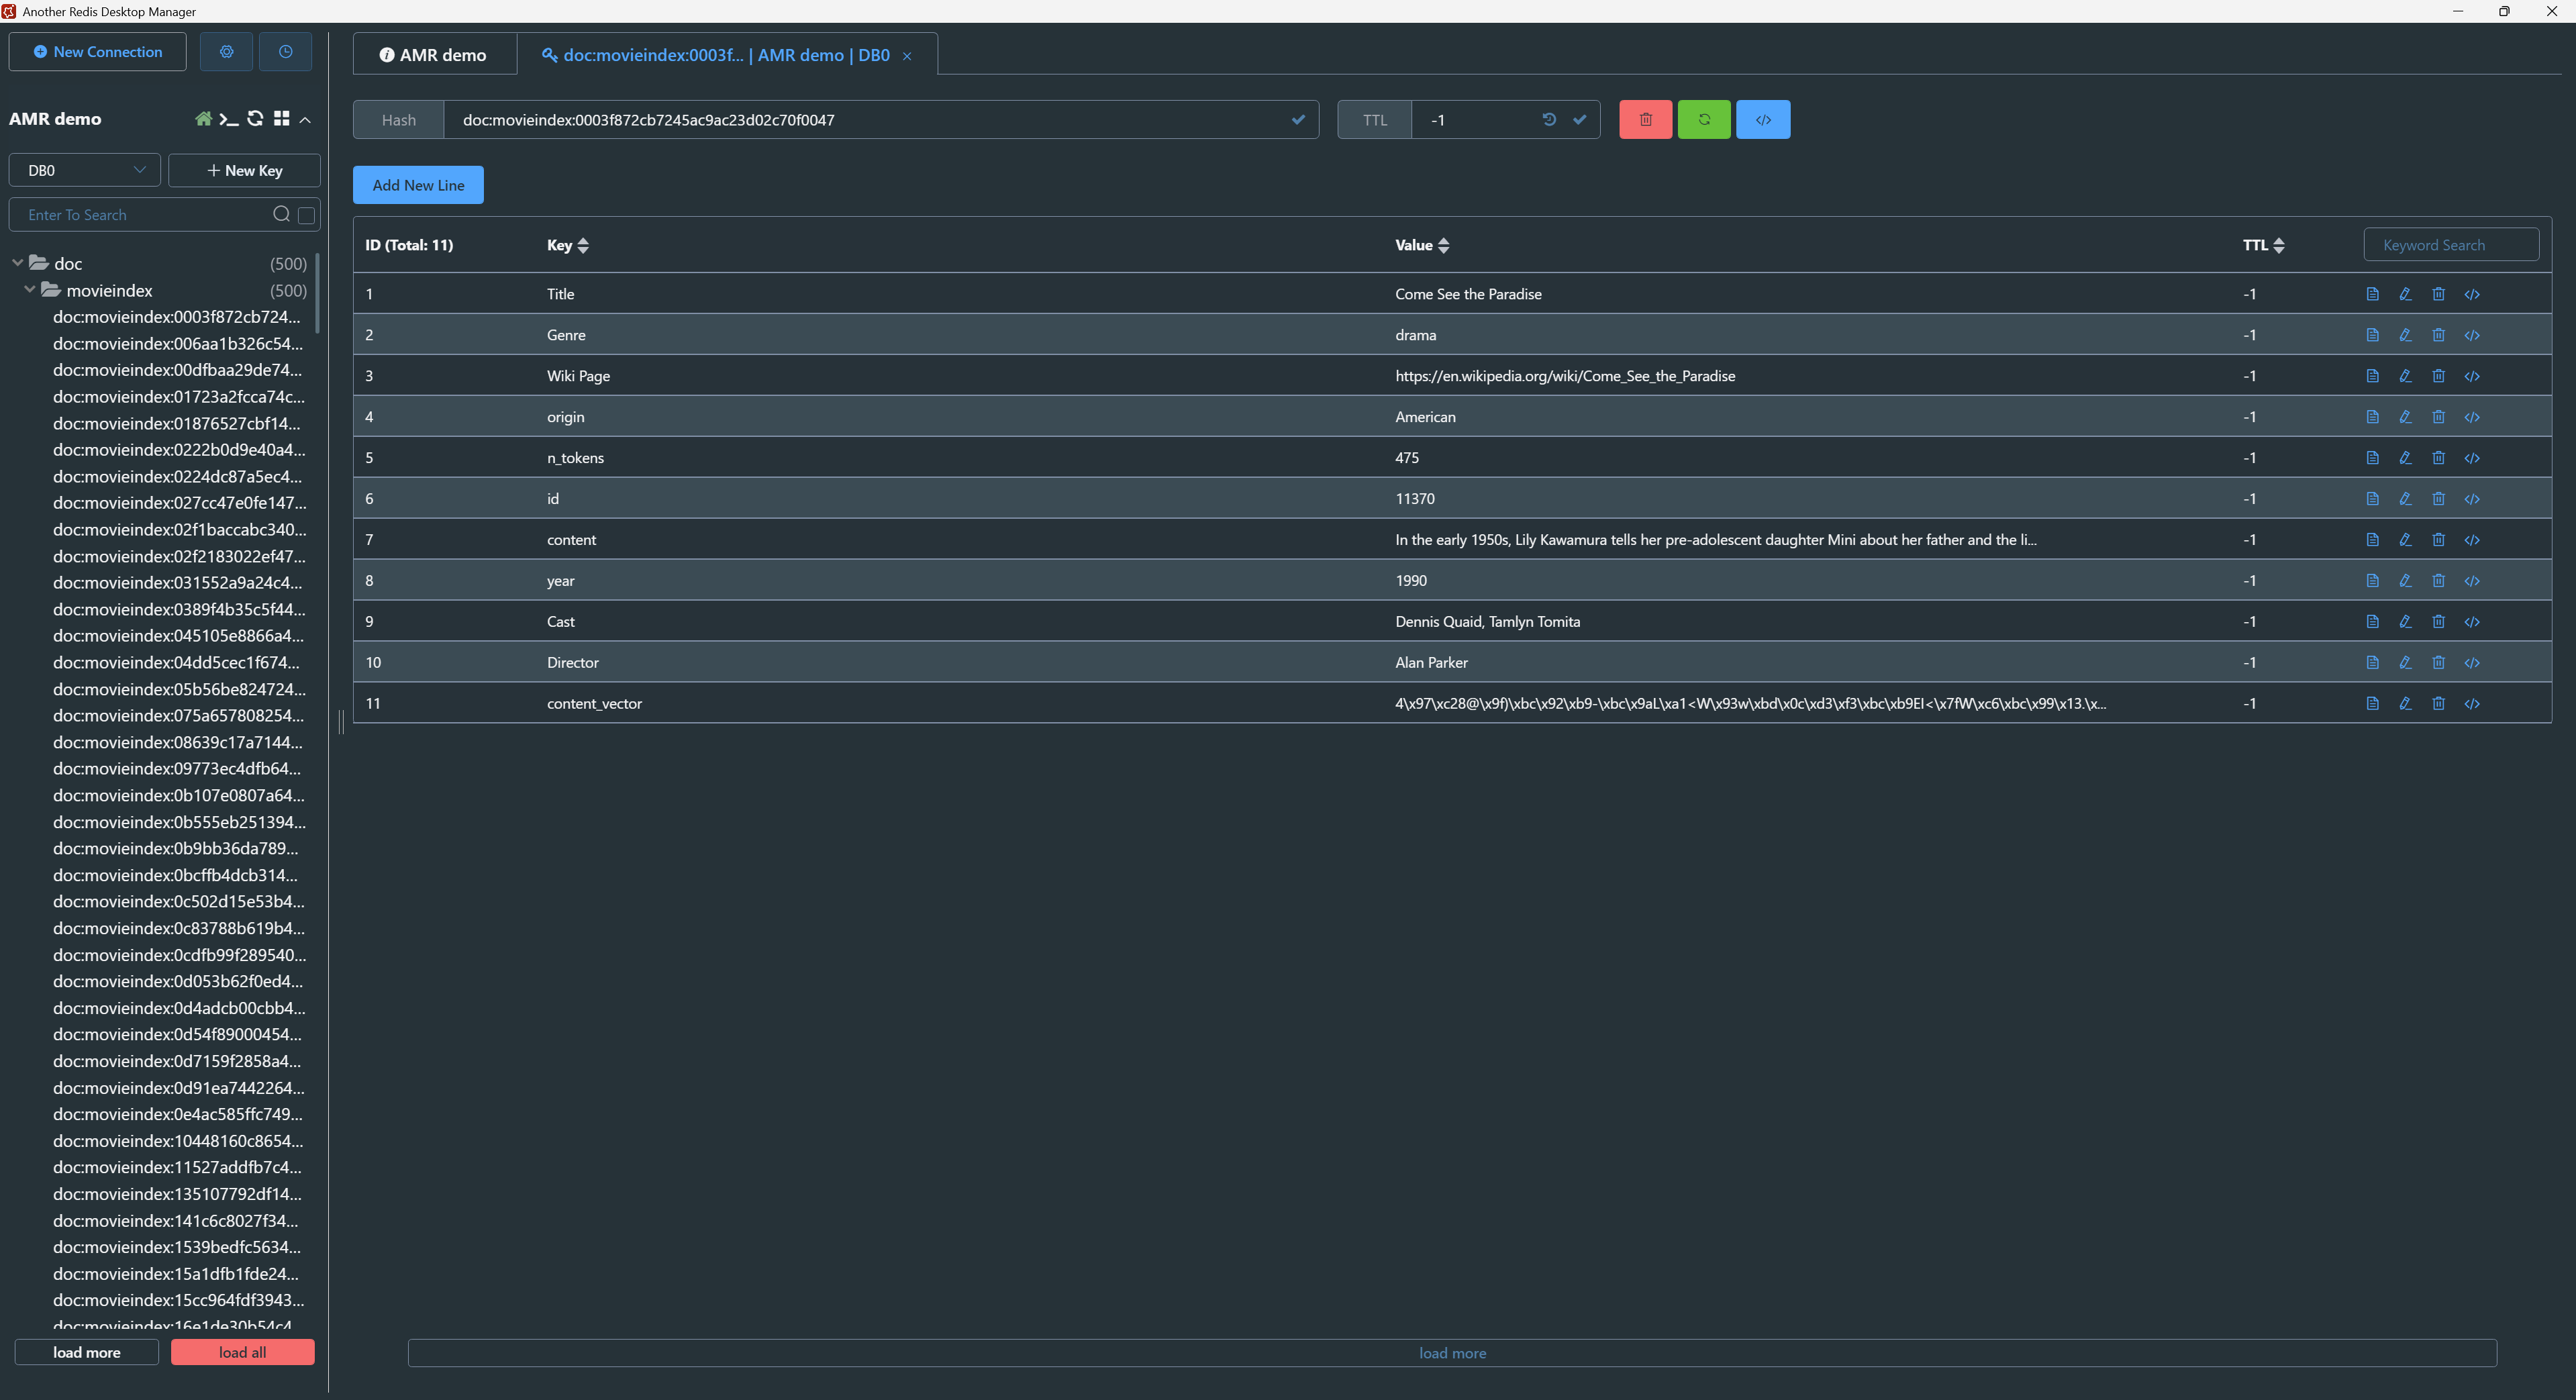 Another Redis Desktop Manager
New Connection
AMR demo
DB0
New Key
Enter To Search
doc (500)
movieindex (500)
doc:movieindex:0003f872cb724...
doc:movieindex:006aa1b326c54...
doc:movieindex:00dfbaa29de74...
doc:movieindex:01723a2fcca74c...
doc:movieindex:01876527cbf14...
doc:movieindex:0222b0d9e40a4...
doc:movieindex:0224dc87a5ec4...
doc:movieindex:027cc47e0fe147...
doc:movieindex:02f1baccabc340...
doc:movieindex:02f2183022ef47...
doc:movieindex:031552a9a24c4...
doc:movieindex:0389f4b35c5f44...
doc:movieindex:045105e8866a4...
doc:movieindex:04dd5cec1f674...
doc:movieindex:05b56be824724...
doc:movieindex:075a657808254...
doc:movieindex:08639c17a7144...
doc:movieindex:09773ec4dfb64...
doc:movieindex:0b107e0807a64...
doc:movieindex:0b555eb251394...
doc:movieindex:0b9bb36da789...
doc:movieindex:0bcffb4dcb314...
doc:movieindex:0c502d15e53b4...
doc:movieindex:0c83788b619b4...
doc:movieindex:0cdfb99f289540...
doc:movieindex:0d053b62f0ed4...
doc:movieindex:0d4adcb00cbb4...
doc:movieindex:0d54f89000454...
doc:movieindex:0d7159f2858a4...
doc:movieindex:0d91ea7442264...
doc:movieindex:0e4ac585ffc749...
doc:movieindex:10448160c8654...
doc:movieindex:11527addfb7c4...
doc:movieindex:135107792df14...
doc:movieindex:141c6c8027f34...
doc:movieindex:1539bedfc5634...
doc:movieindex:15a1dfb1fde24...
doc:movieindex:15cc964fdf3943...
doc:movieindex:16e1de30b54c4
load more
load all
AMR demo
doc:movieindex:0003f... | AMR demo | DB0
Hash doc:movieindex:0003f872cb7245ac9ac23d02c70f0047
TTL -1
Add New Line
ID (Total: 11) Key Value TTL Keyword Search
1 Title Come See the Paradise -1
2 Genre drama -1
3 Wiki Page https://en.wikipedia.org/wiki/Come_See_the_Paradise -1
4 origin American -1
5 n_tokens 475 -1
6 id 11370 -1
7 content In the early 1950s, Lily Kawamura tells her pre-adolescent daughter Mini about her father and the li... -1
8 year 1990 -1
9 Cast Dennis Quaid, Tamlyn Tomita -1
10 Director Alan Parker -1
11 content_vector 4\x97\xc28@\x9f)\xbc\x92\xb9-\xbc\x9aL\xa1<W\x93w\xbd\x0c\xd3\xf3\xbc\xb9EI<\x7fW\xc6\xbc\x99\x13.\x... -1
load more